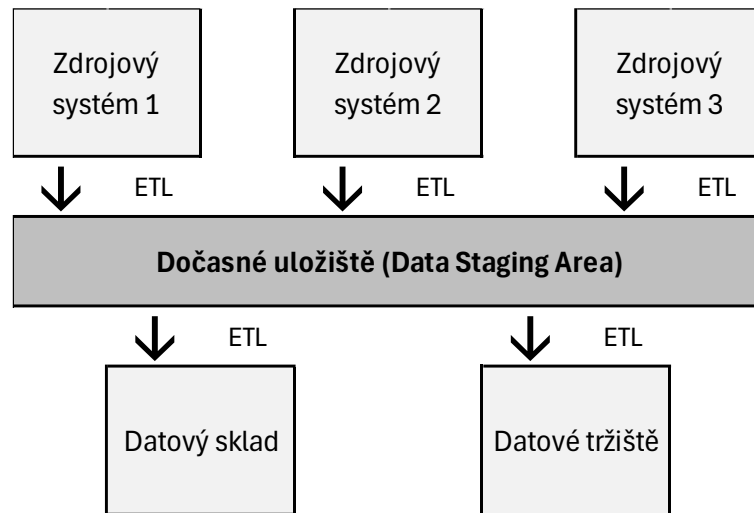 Zdrojový
systém 1
Zdrojový
systém 2
Zdrojový
systém 3
ETL
ETL
ETL
Dočasné uložiště (Data Staging Area)
ETL
ETL
Datový sklad
Datové tržiště